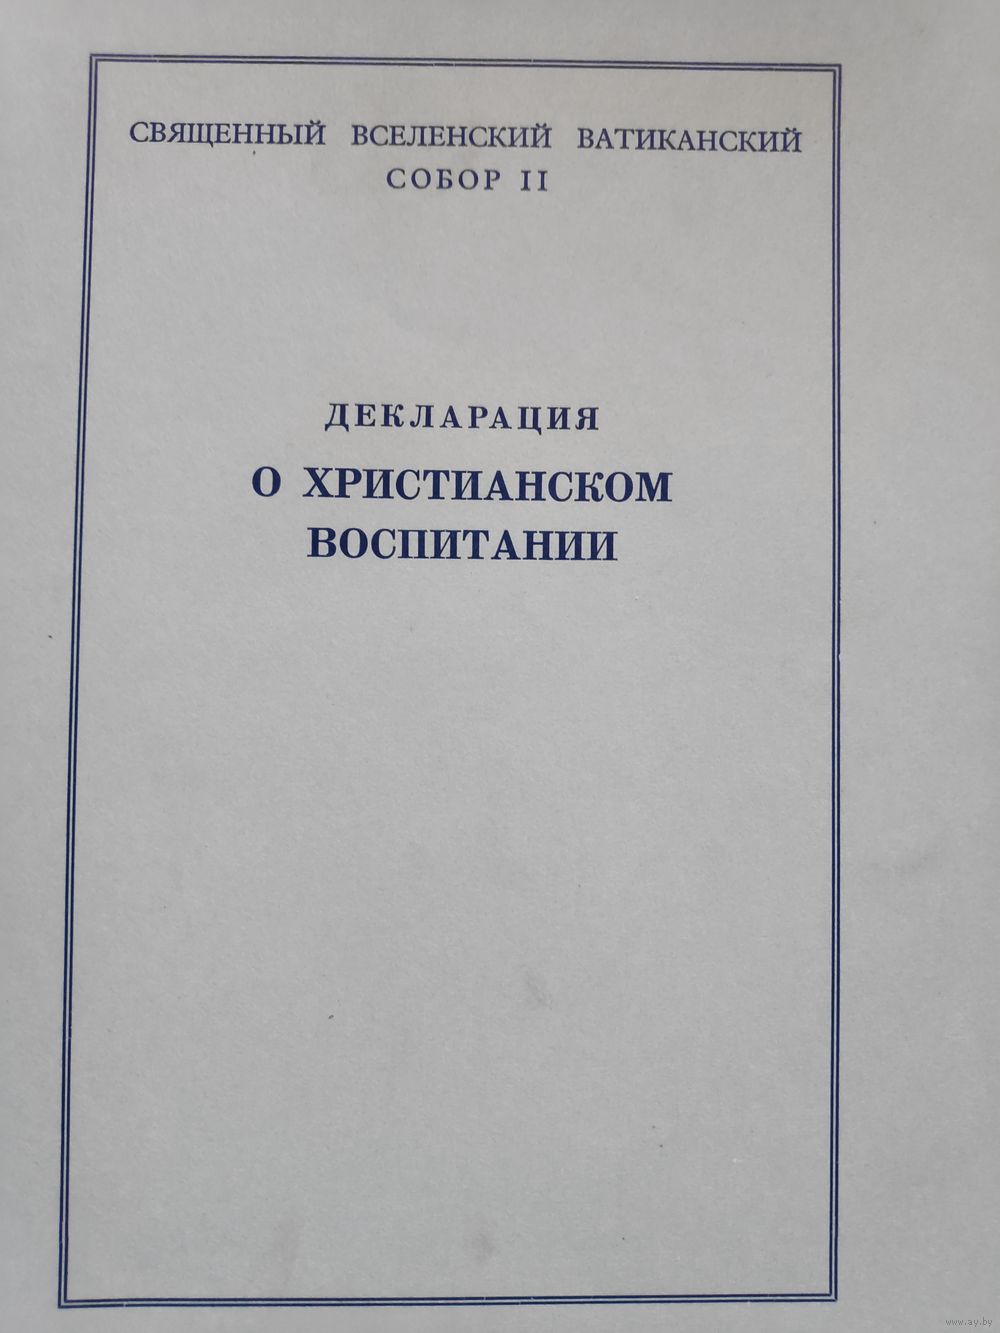 СВЯЩЕННЫЙ ВСЕЛЕНСКИЙ ВАТИКАНСКИЙ
СОБОР II
ДЕКЛАРАЦИЯ
О ХРИСТИАНСКОМ
ВОСПИТАНИИ
www.ay.by